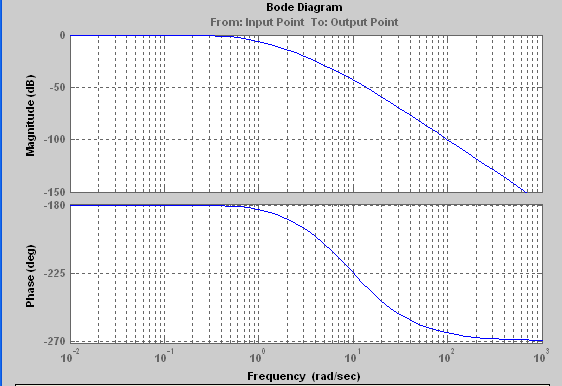 Bode Diagram
From: Input Point To: Output Point
Magnitude (dB)
0
-50
-100
-150
Phase (deg)
-180
-225
-270
10^-2
10^-1
10^0
10^1
10^2
10^3
Frequency (rad/sec)